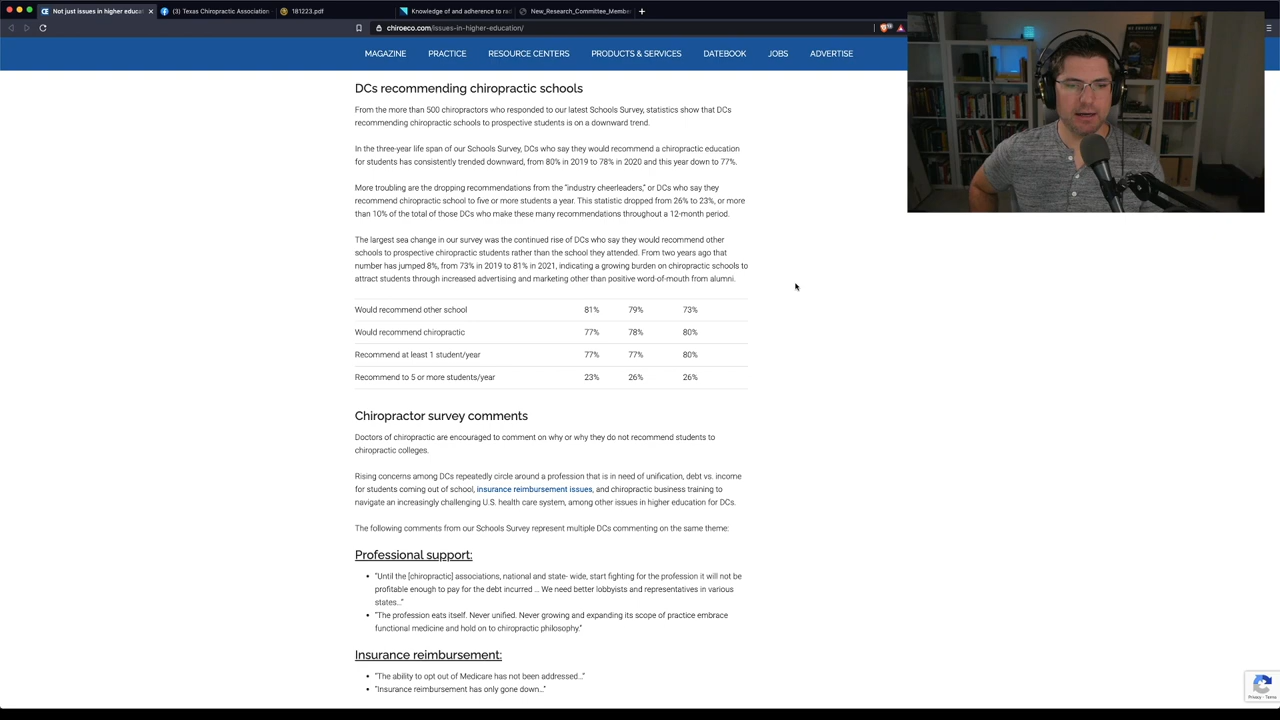 Not just issues in higher educati
(3) Texas Chiropractic Association
181223.pdf
Knowledge of and adherence to ra
New_Research_Committee_Membe
chiroeco.com/issues-in-higher-education/
MAGAZINE PRACTICE RESOURCE CENTERS PRODUCTS & SERVICES DATEBOOK JOBS ADVERTISE
DCs recommending chiropractic schools
From the more than 500 chiropractors who responded to our latest Schools Survey, statistics show that DCs
recommending chiropractic schools to prospective students is on a downward trend.
In the three-year life span of our Schools Survey, DCs who say they would recommend a chiropractic education
for students has consistently trended downward, from 80% in 2019 to 78% in 2020 and this year down to 77%.
More troubling are the dropping recommendations from the “industry cheerleaders,” or DCs who say they
recommend chiropractic school to five or more students a year. This statistic dropped from 26% to 23%, or more
than 10% of the total of those DCs who make these many recommendations throughout a 12-month period.
The largest sea change in our survey was the continued rise of DCs who say they would recommend other
schools to prospective chiropractic students rather than the school they attended. From two years ago that
number has jumped 8%, from 73% in 2019 to 81% in 2021, indicating a growing burden on chiropractic schools to
attract students through increased advertising and marketing other than positive word-of-mouth from alumni.
Would recommend other school 81% 79% 73%
Would recommend chiropractic 77% 78% 80%
Recommend at least 1 student/year 77% 77% 80%
Recommend to 5 or more students/year 23% 26% 26%
Chiropractor survey comments
Doctors of chiropractic are encouraged to comment on why or why they do not recommend students to
chiropractic colleges.
Rising concerns among DCs repeatedly circle around a profession that is in need of unification, debt vs. income
for students coming out of school, insurance reimbursement issues, and chiropractic business training to
navigate an increasingly challenging U.S. health care system, among other issues in higher education for DCs.
The following comments from our Schools Survey represent multiple DCs commenting on the same theme:
Professional support:
• “Until the [chiropractic] associations, national and state- wide, start fighting for the profession it will not be
profitable enough to pay for the debt incurred … We need better lobbyists and representatives in various
states…”
• “The profession eats itself. Never unified. Never growing and expanding its scope of practice embrace
functional medicine and hold on to chiropractic philosophy.”
Insurance reimbursement:
• “The ability to opt out of Medicare has not been addressed…”
• “Insurance reimbursement has only gone down…”
Privacy - Terms